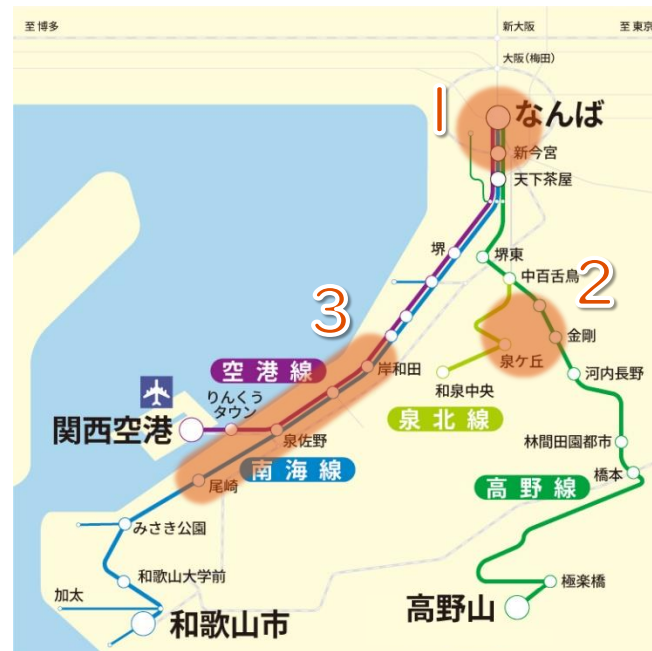 至博多
新大阪
至東京
大阪(梅田)
1
なんば
新今宮
天下茶屋
堺
堺東
中百舌鳥
2
3
金剛
泉ケ丘
岸和田
空港線
河内長野
和泉中央
りんくう
タウン
泉北線
関西空港
泉佐野
林間田園都市
南海線
橋本
尾崎
高野線
みさき公園
和歌山大学前
極楽橋
加太
高野山
和歌山市